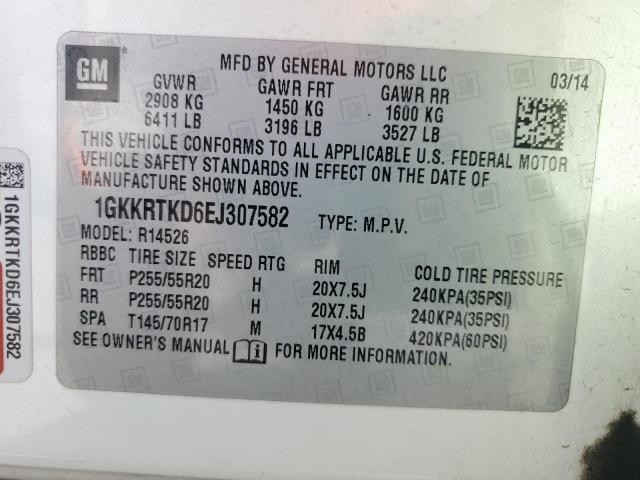 GM
MFD BY GENERAL MOTORS LLC
03/14
GVWR GAWR FRT GAWR RR
2908 KG 1450 KG 1600 KG
6411 LB 3196 LB 3527 LB
THIS VEHICLE CONFORMS TO ALL APPLICABLE U.S. FEDERAL MOTOR
VEHICLE SAFETY STANDARDS IN EFFECT ON THE DATE OF
MANUFACTURE SHOWN ABOVE.
1GKKRTKD6EJ307582 TYPE: M.P.V.
MODEL: R14526
RBBC TIRE SIZE SPEED RTG RIM COLD TIRE PRESSURE
FRT P255/55R20 H 20X7.5J 240KPA(35PSI)
RR P255/55R20 H 20X7.5J 240KPA(35PSI)
SPA T145/70R17 M 17X4.5B 420KPA(60PSI)
SEE OWNER'S MANUAL FOR MORE INFORMATION.
1GKKRTKD6EJ307582